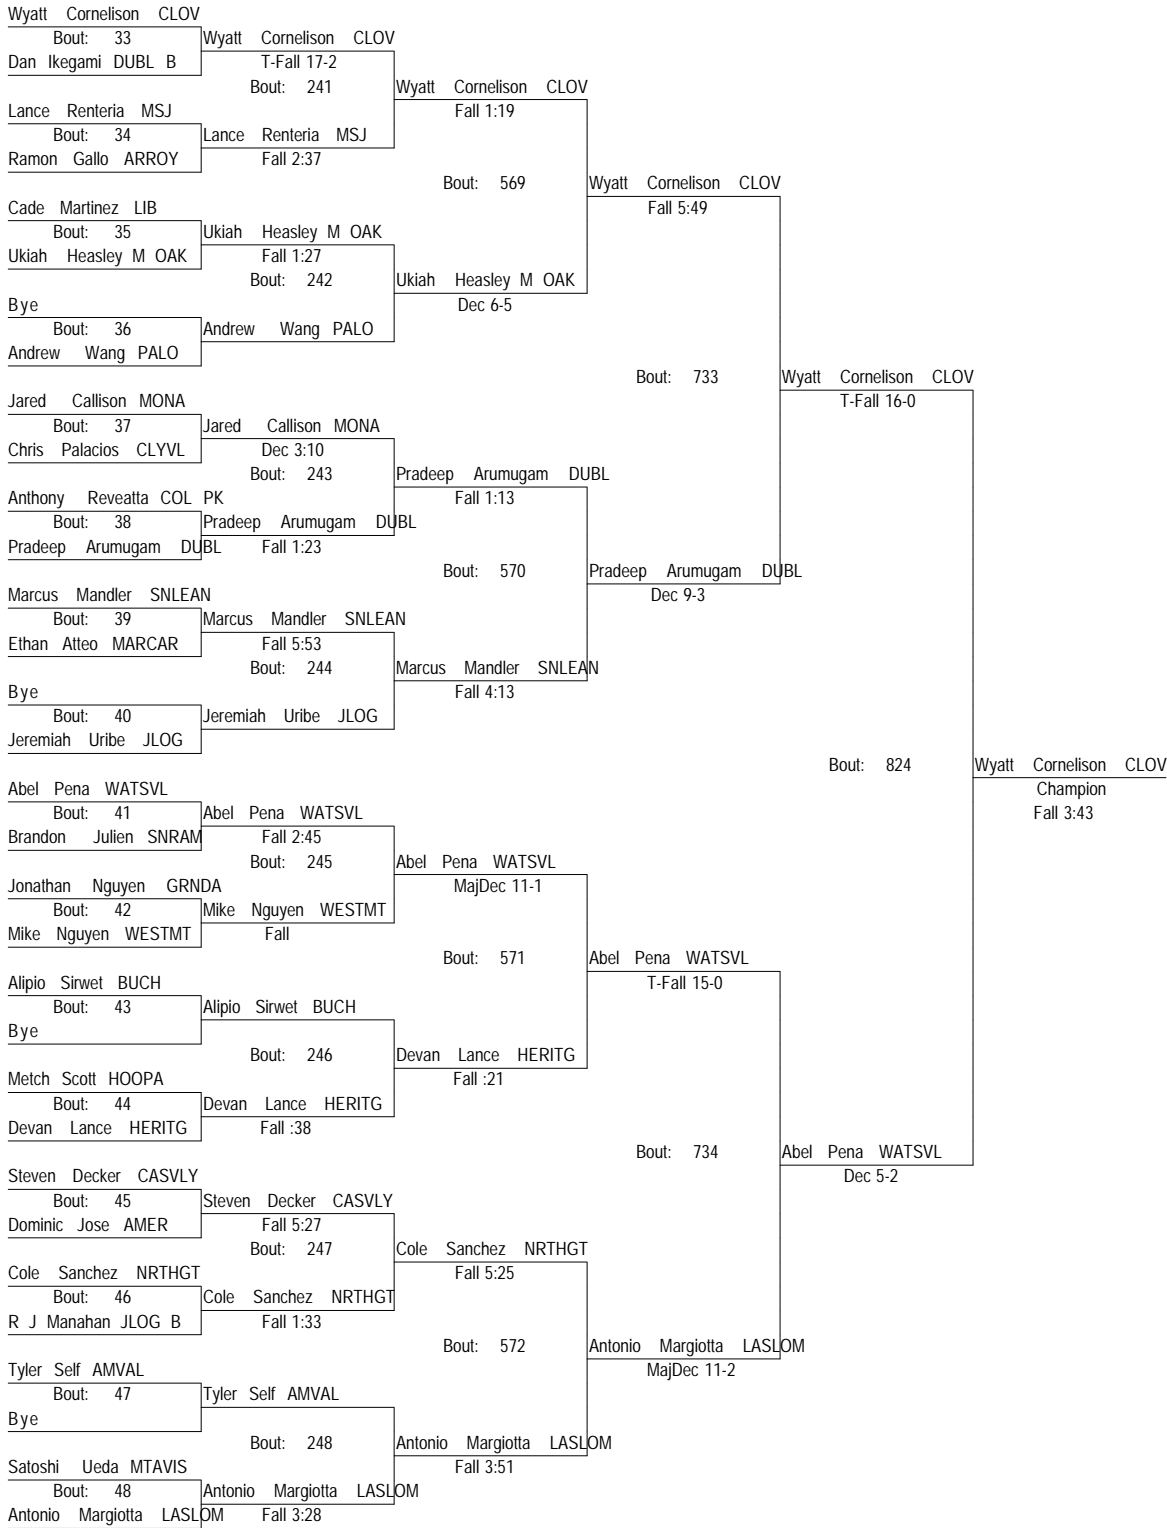 Wyatt Cornelison CLOV
Bout: 33
Wyatt Cornelison CLOV
Dan Ikegami DUBL B
T-Fall 17-2
Bout: 241
Wyatt Cornelison CLOV
Lance Renteria MSJ
Fall 1:19
Bout: 34
Lance Renteria MSJ
Ramon Gallo ARROY
Fall 2:37
Bout: 569
Wyatt Cornelison CLOV
Cade Martinez LIB
Fall 5:49
Bout: 35
Ukiah Heasley M OAK
Ukiah Heasley M OAK
Fall 1:27
Bout: 242
Ukiah Heasley M OAK
Bye
Dec 6-5
Bout: 36
Andrew Wang PALO
Andrew Wang PALO
Bout: 733
Wyatt Cornelison CLOV
Jared Callison MONA
T-Fall 16-0
Bout: 37
Jared Callison MONA
Chris Palacios CLYVL
Dec 3:10
Bout: 243
Pradeep Arumugam DUBL
Anthony Reveatta COL PK
Fall 1:13
Bout: 38
Pradeep Arumugam DUBL
Pradeep Arumugam DUBL
Fall 1:23
Bout: 570
Pradeep Arumugam DUBL
Marcus Mandler SNLEAN
Dec 9-3
Bout: 39
Marcus Mandler SNLEAN
Ethan Atteo MARCAR
Fall 5:53
Bout: 244
Marcus Mandler SNLEAN
Bye
Fall 4:13
Bout: 40
Jeremiah Uribe JLOG
Jeremiah Uribe JLOG
Bout: 824
Wyatt Cornelison CLOV
Abel Pena WATSVL
Champion
Bout: 41
Abel Pena WATSVL
Fall 3:43
Brandon Julien SNRAM
Fall 2:45
Bout: 245
Abel Pena WATSVL
Jonathan Nguyen GRNDA
MajDec 11-1
Bout: 42
Mike Nguyen WESTMT
Mike Nguyen WESTMT
Fall
Bout: 571
Abel Pena WATSVL
Alipio Sirwet BUCH
T-Fall 15-0
Bout: 43
Alipio Sirwet BUCH
Bye
Bout: 246
Devan Lance HERITG
Metch Scott HOOPA
Fall :21
Bout: 44
Devan Lance HERITG
Devan Lance HERITG
Fall :38
Bout: 734
Abel Pena WATSVL
Steven Decker CASVLY
Dec 5-2
Bout: 45
Steven Decker CASVLY
Dominic Jose AMER
Fall 5:27
Bout: 247
Cole Sanchez NRTHGT
Cole Sanchez NRTHGT
Fall 5:25
Bout: 46
Cole Sanchez NRTHGT
R J Manahan JLOG B
Fall 1:33
Bout: 572
Antonio Margiotta LASLOM
Tyler Self AMVAL
MajDec 11-2
Bout: 47
Tyler Self AMVAL
Bye
Bout: 248
Antonio Margiotta LASLOM
Satoshi Ueda MTAVIS
Fall 3:51
Bout: 48
Antonio Margiotta LASLOM
Antonio Margiotta LASLOM
Fall 3:28